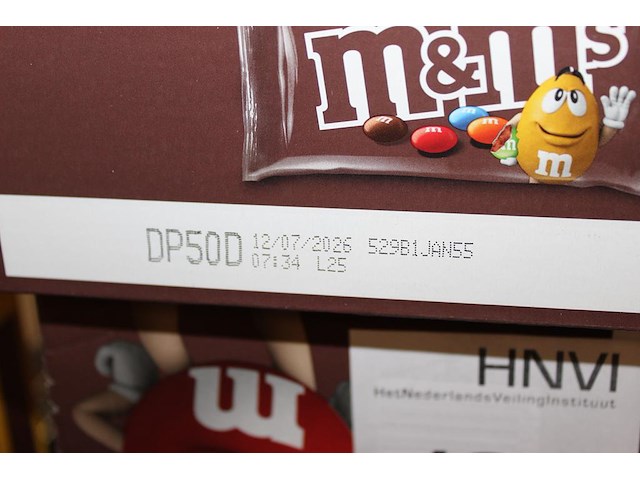 m&m's
m
m
m
m
DP50D 12/07/2026 529B1JAN55
07:34 L25
HNVI
HetNederlandsVeilingInstituut
m